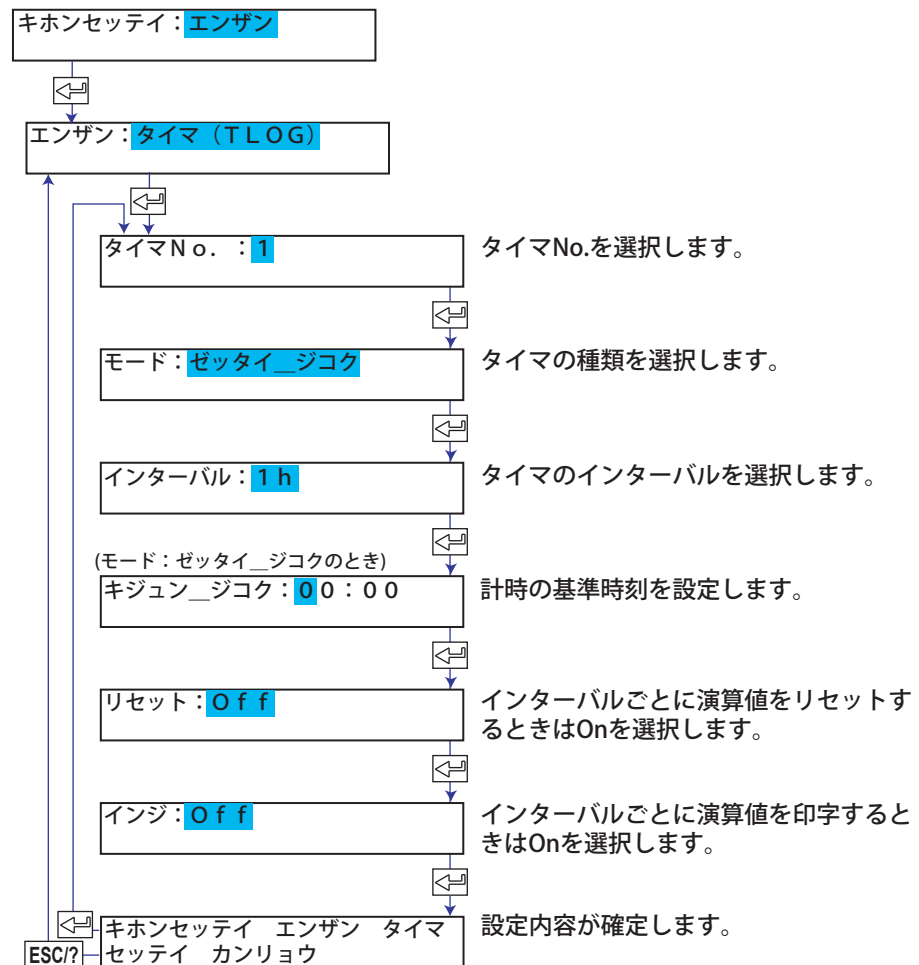 キホンセッテイ：エンザン
エンザン：タイマ（ＴＬＯＧ）
タイマＮｏ．：１
タイマNo.を選択します。
モード：ゼッタイ＿ジコク
タイマの種類を選択します。
インターバル：１ｈ
タイマのインターバルを選択します。
(モード：ゼッタイ＿ジコクのとき)
キジュン＿ジコク：００：００
計時の基準時刻を設定します。
リセット：Ｏｆｆ
インターバルごとに演算値をリセットす
るときはOnを選択します。
インジ：Ｏｆｆ
インターバルごとに演算値を印字すると
きはOnを選択します。
キホンセッテイ　エンザン　タイマ
設定内容が確定します。
ESC/?
セッテイ　カンリョウ